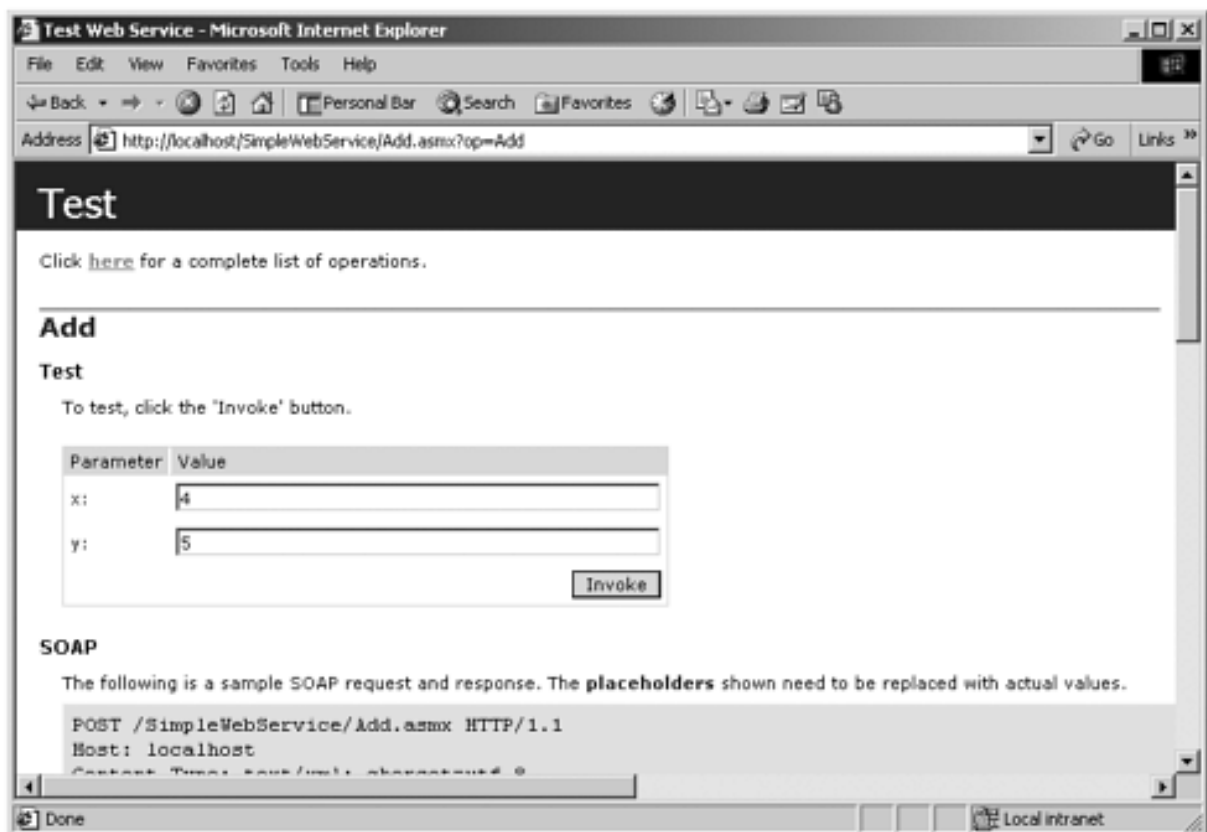 Test Web Service - Microsoft Internet Explorer
File Edit View Favorites Tools Help
Back Personal Bar Search Favorites
Address http://localhost/SimpleWebService/Add.asmx?op=Add Go Links »
Test
Click here for a complete list of operations.
Add
Test
To test, click the 'Invoke' button.
Parameter Value
x: 4
y: 5
Invoke
SOAP
The following is a sample SOAP request and response. The placeholders shown need to be replaced with actual values.
POST /SimpleWebService/Add.asmx HTTP/1.1
Host: localhost
Done Local intranet